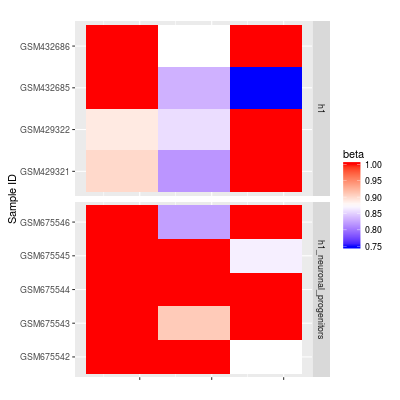 GSM432686
GSM432685
GSM429322
GSM429321
h1
GSM675546
GSM675545
GSM675544
GSM675543
GSM675542
h1_neuronal_progenitors
Sample ID
beta
1.00
0.95
0.90
0.85
0.80
0.75